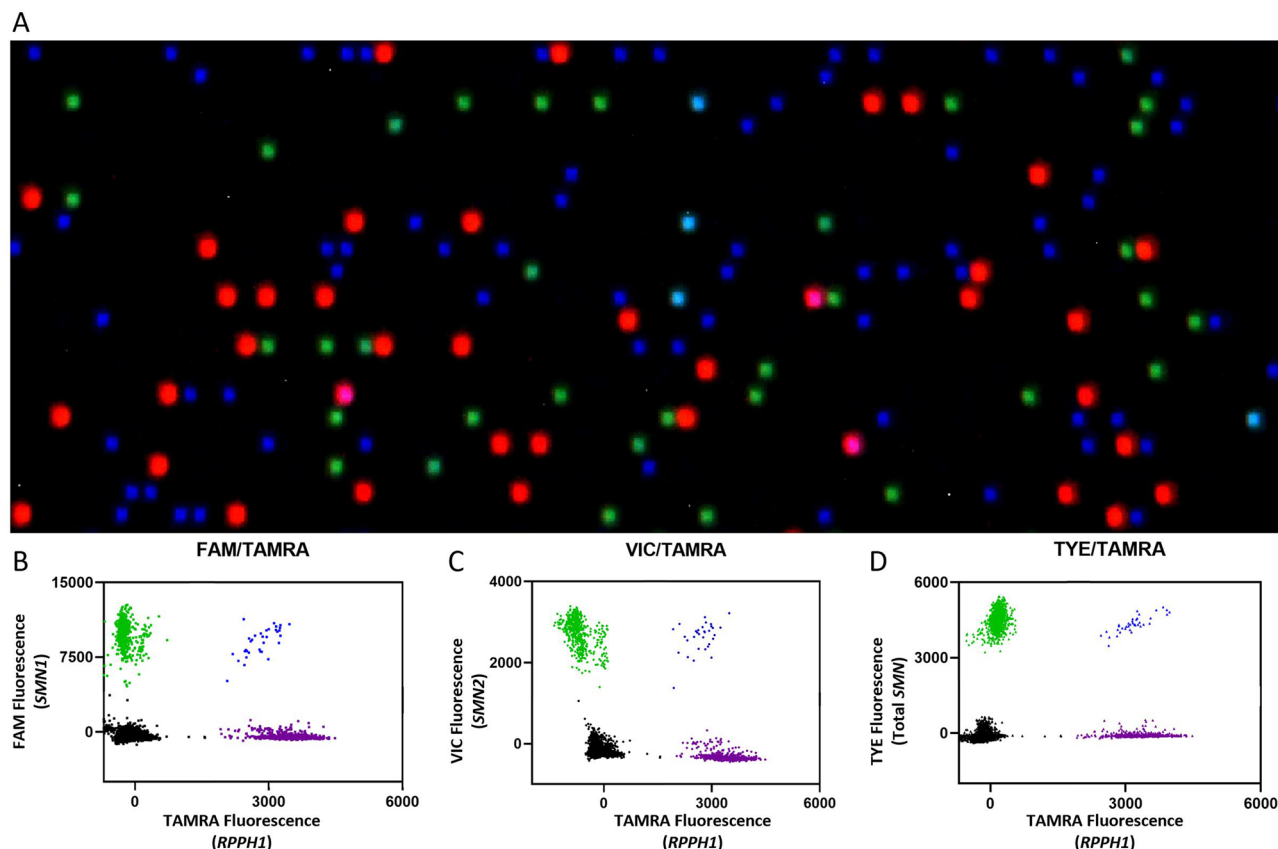 A
FAM/TAMRA
VIC/TAMRA
TYE/TAMRA
B
C
D
15000
7500
0
FAM Fluorescence
(SMN1)
0
3000
6000
TAMRA Fluorescence
(RPPH1)
4000
2000
0
VIC Fluorescence
(SMN2)
0
3000
6000
TAMRA Fluorescence
(RPPH1)
6000
3000
0
TYE Fluorescence
(Total SMN)
0
3000
6000
TAMRA Fluorescence
(RPPH1)